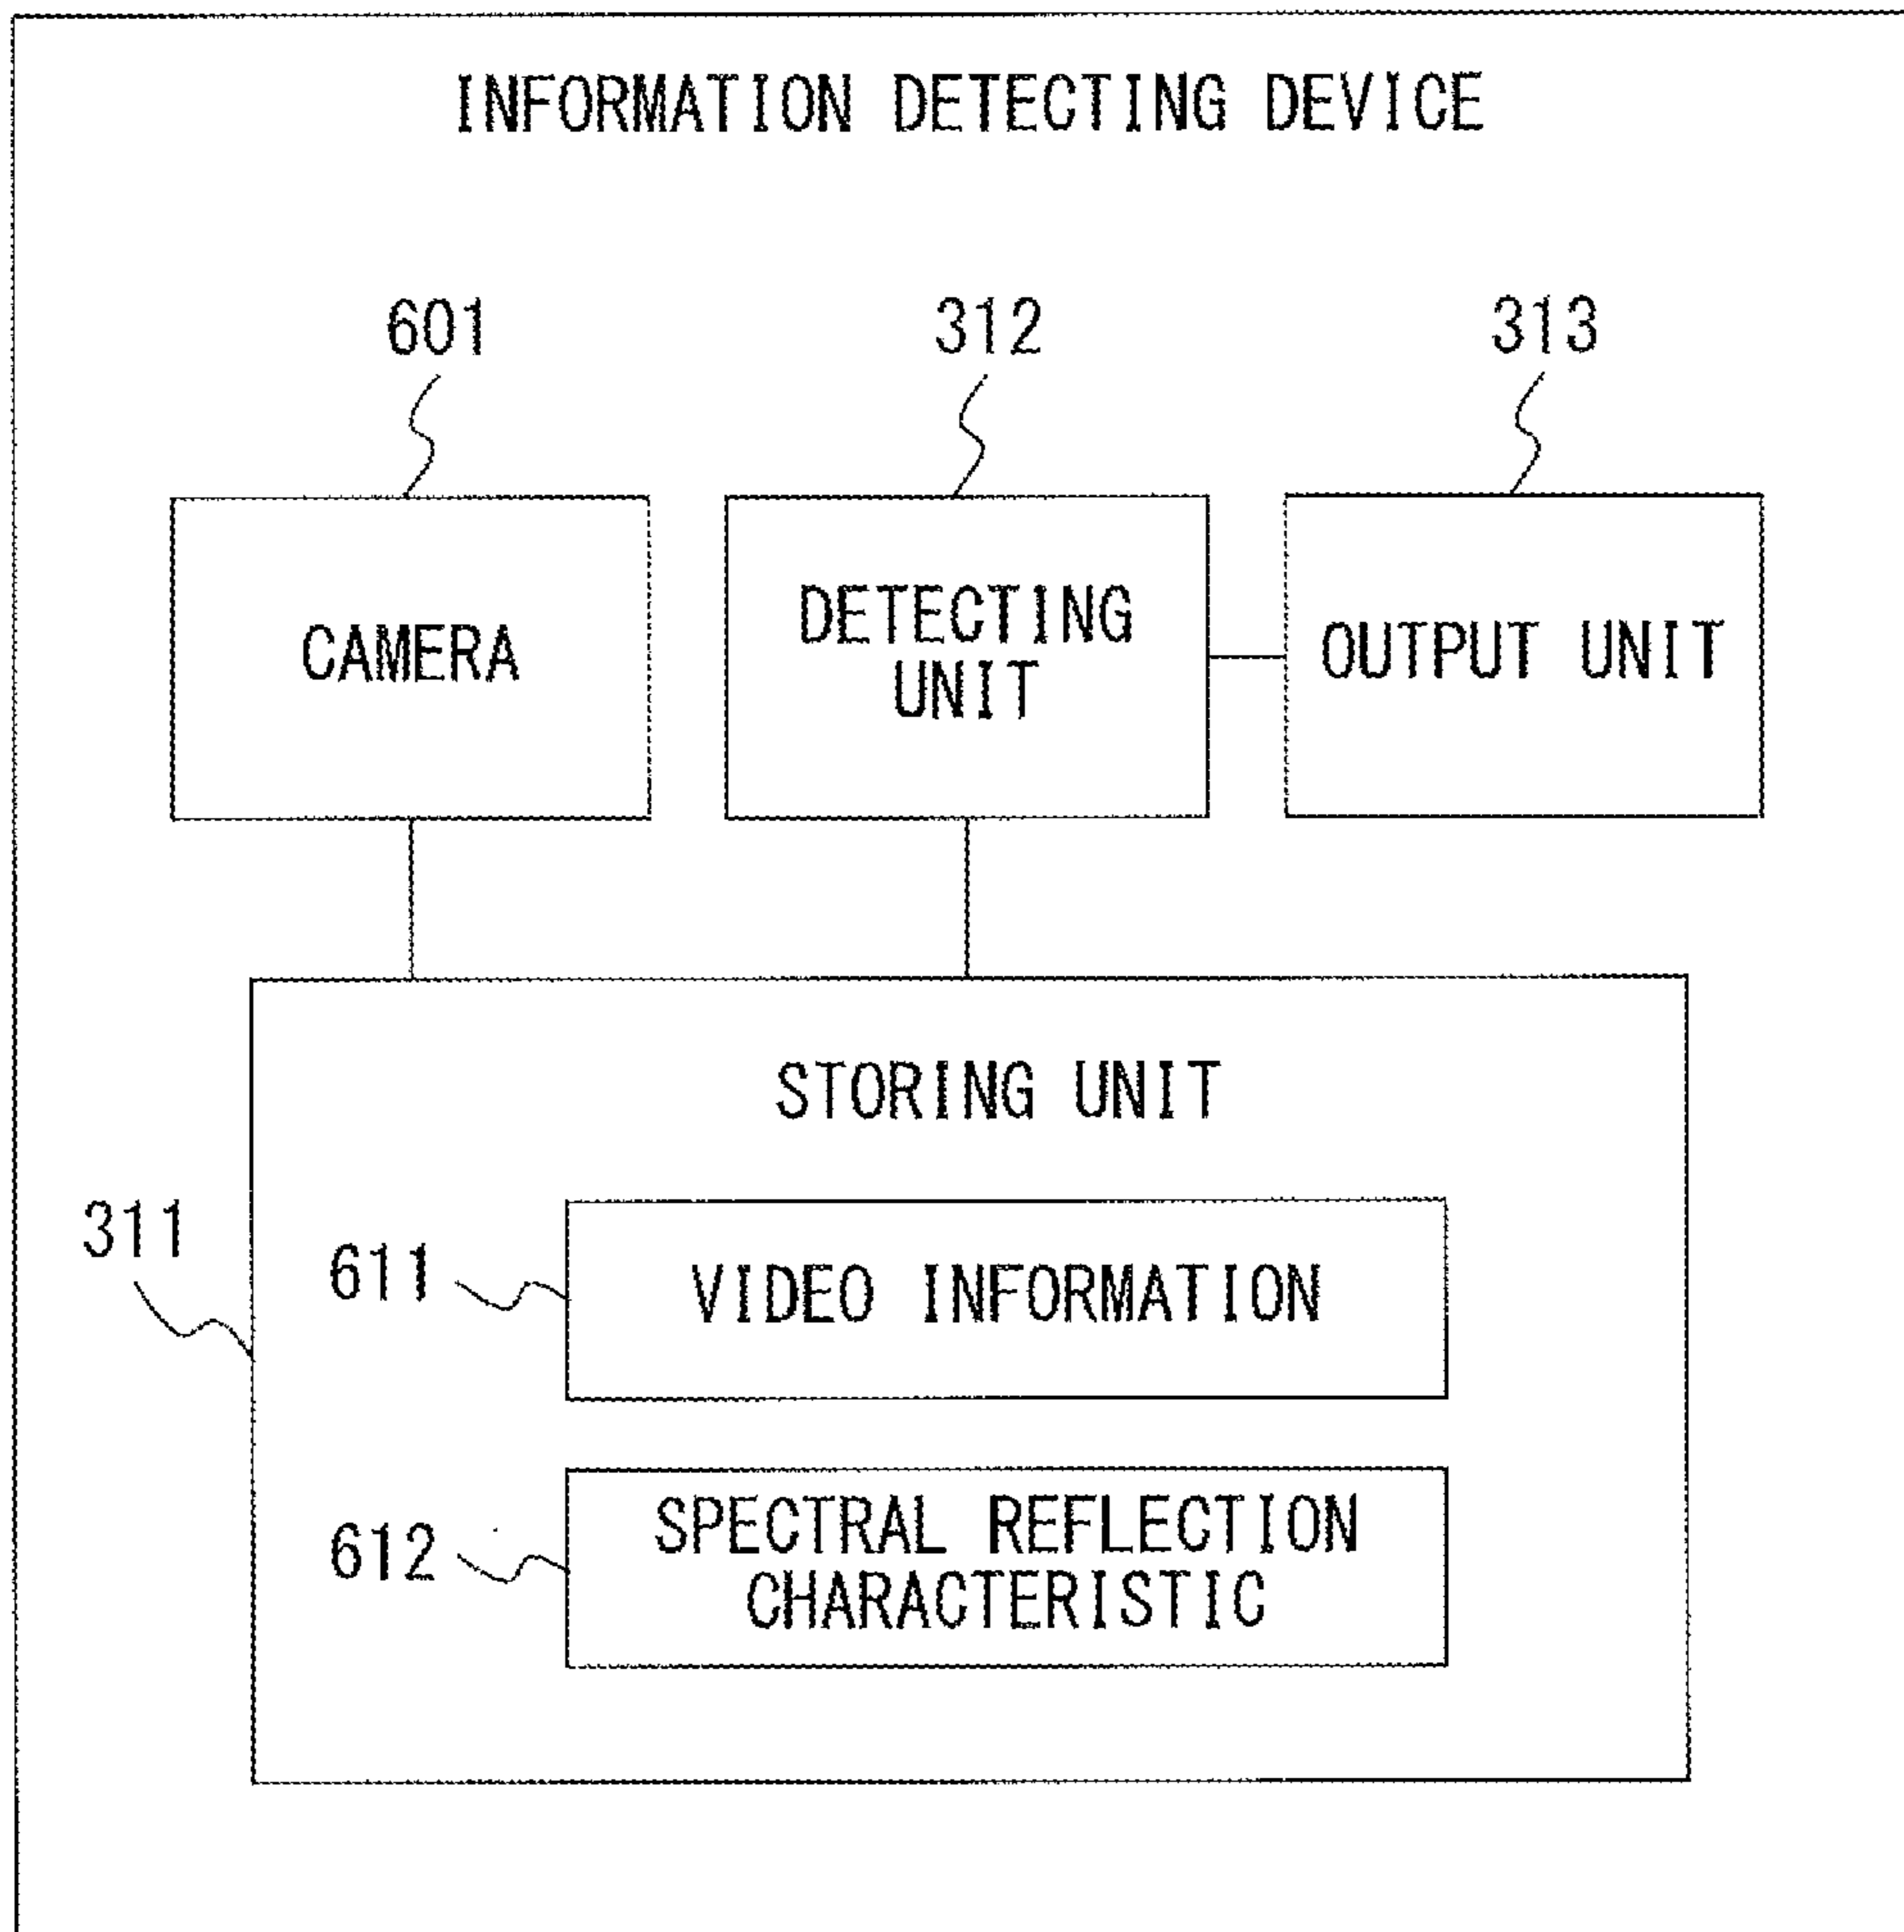 INFORMATION DETECTING DEVICE
601
312
313
CAMERA
DETECTING
UNIT
OUTPUT UNIT
STORING UNIT
311
611
VIDEO INFORMATION
612
SPECTRAL REFLECTION
CHARACTERISTIC